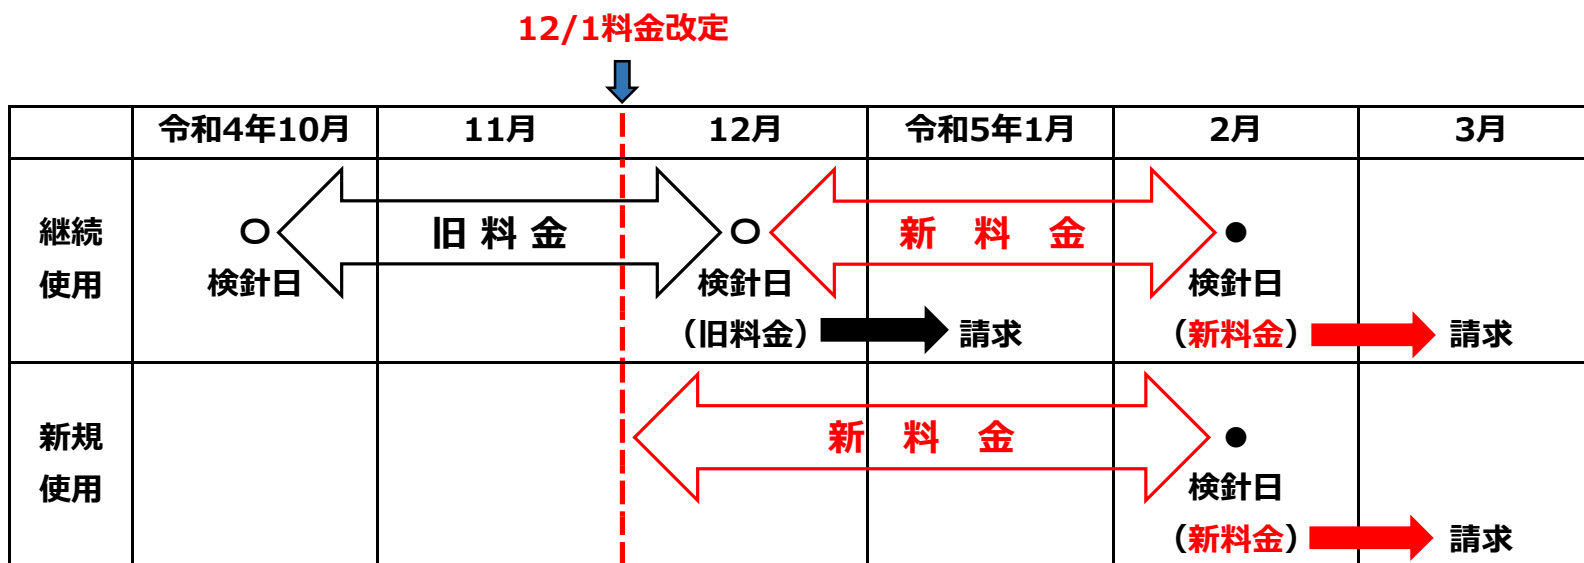 12/1料金改定
令和4年10月 11月 12月 令和5年1月 2月 3月
継続
使用
旧料金
新料金
検針日 検針日 検針日
（旧料金） 請求 （新料金） 請求
新規
使用
新料金
検針日
（新料金） 請求